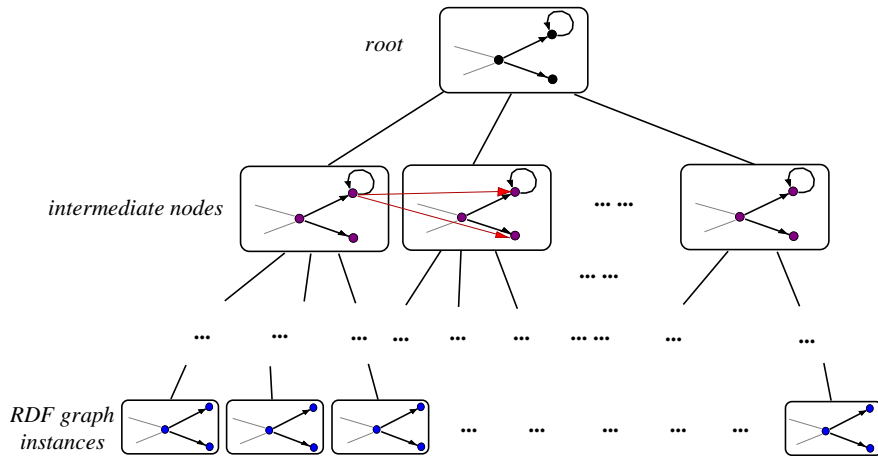 root
intermediate nodes
... ...
... ...
... ... ... ... ... ... ... ... ... ...
RDF graph
instances
... ... ... ... ...